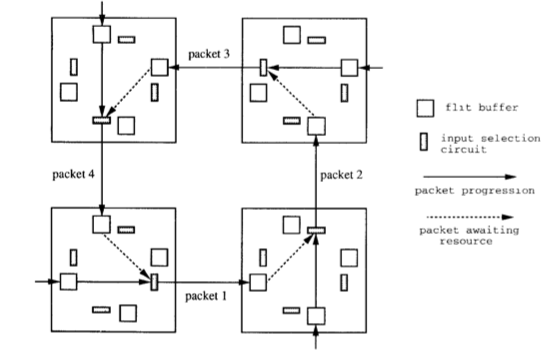 packet 3
packet 4
packet 2
packet 1
flit buffer
input selection
circuit
packet progression
packet awaiting
resource